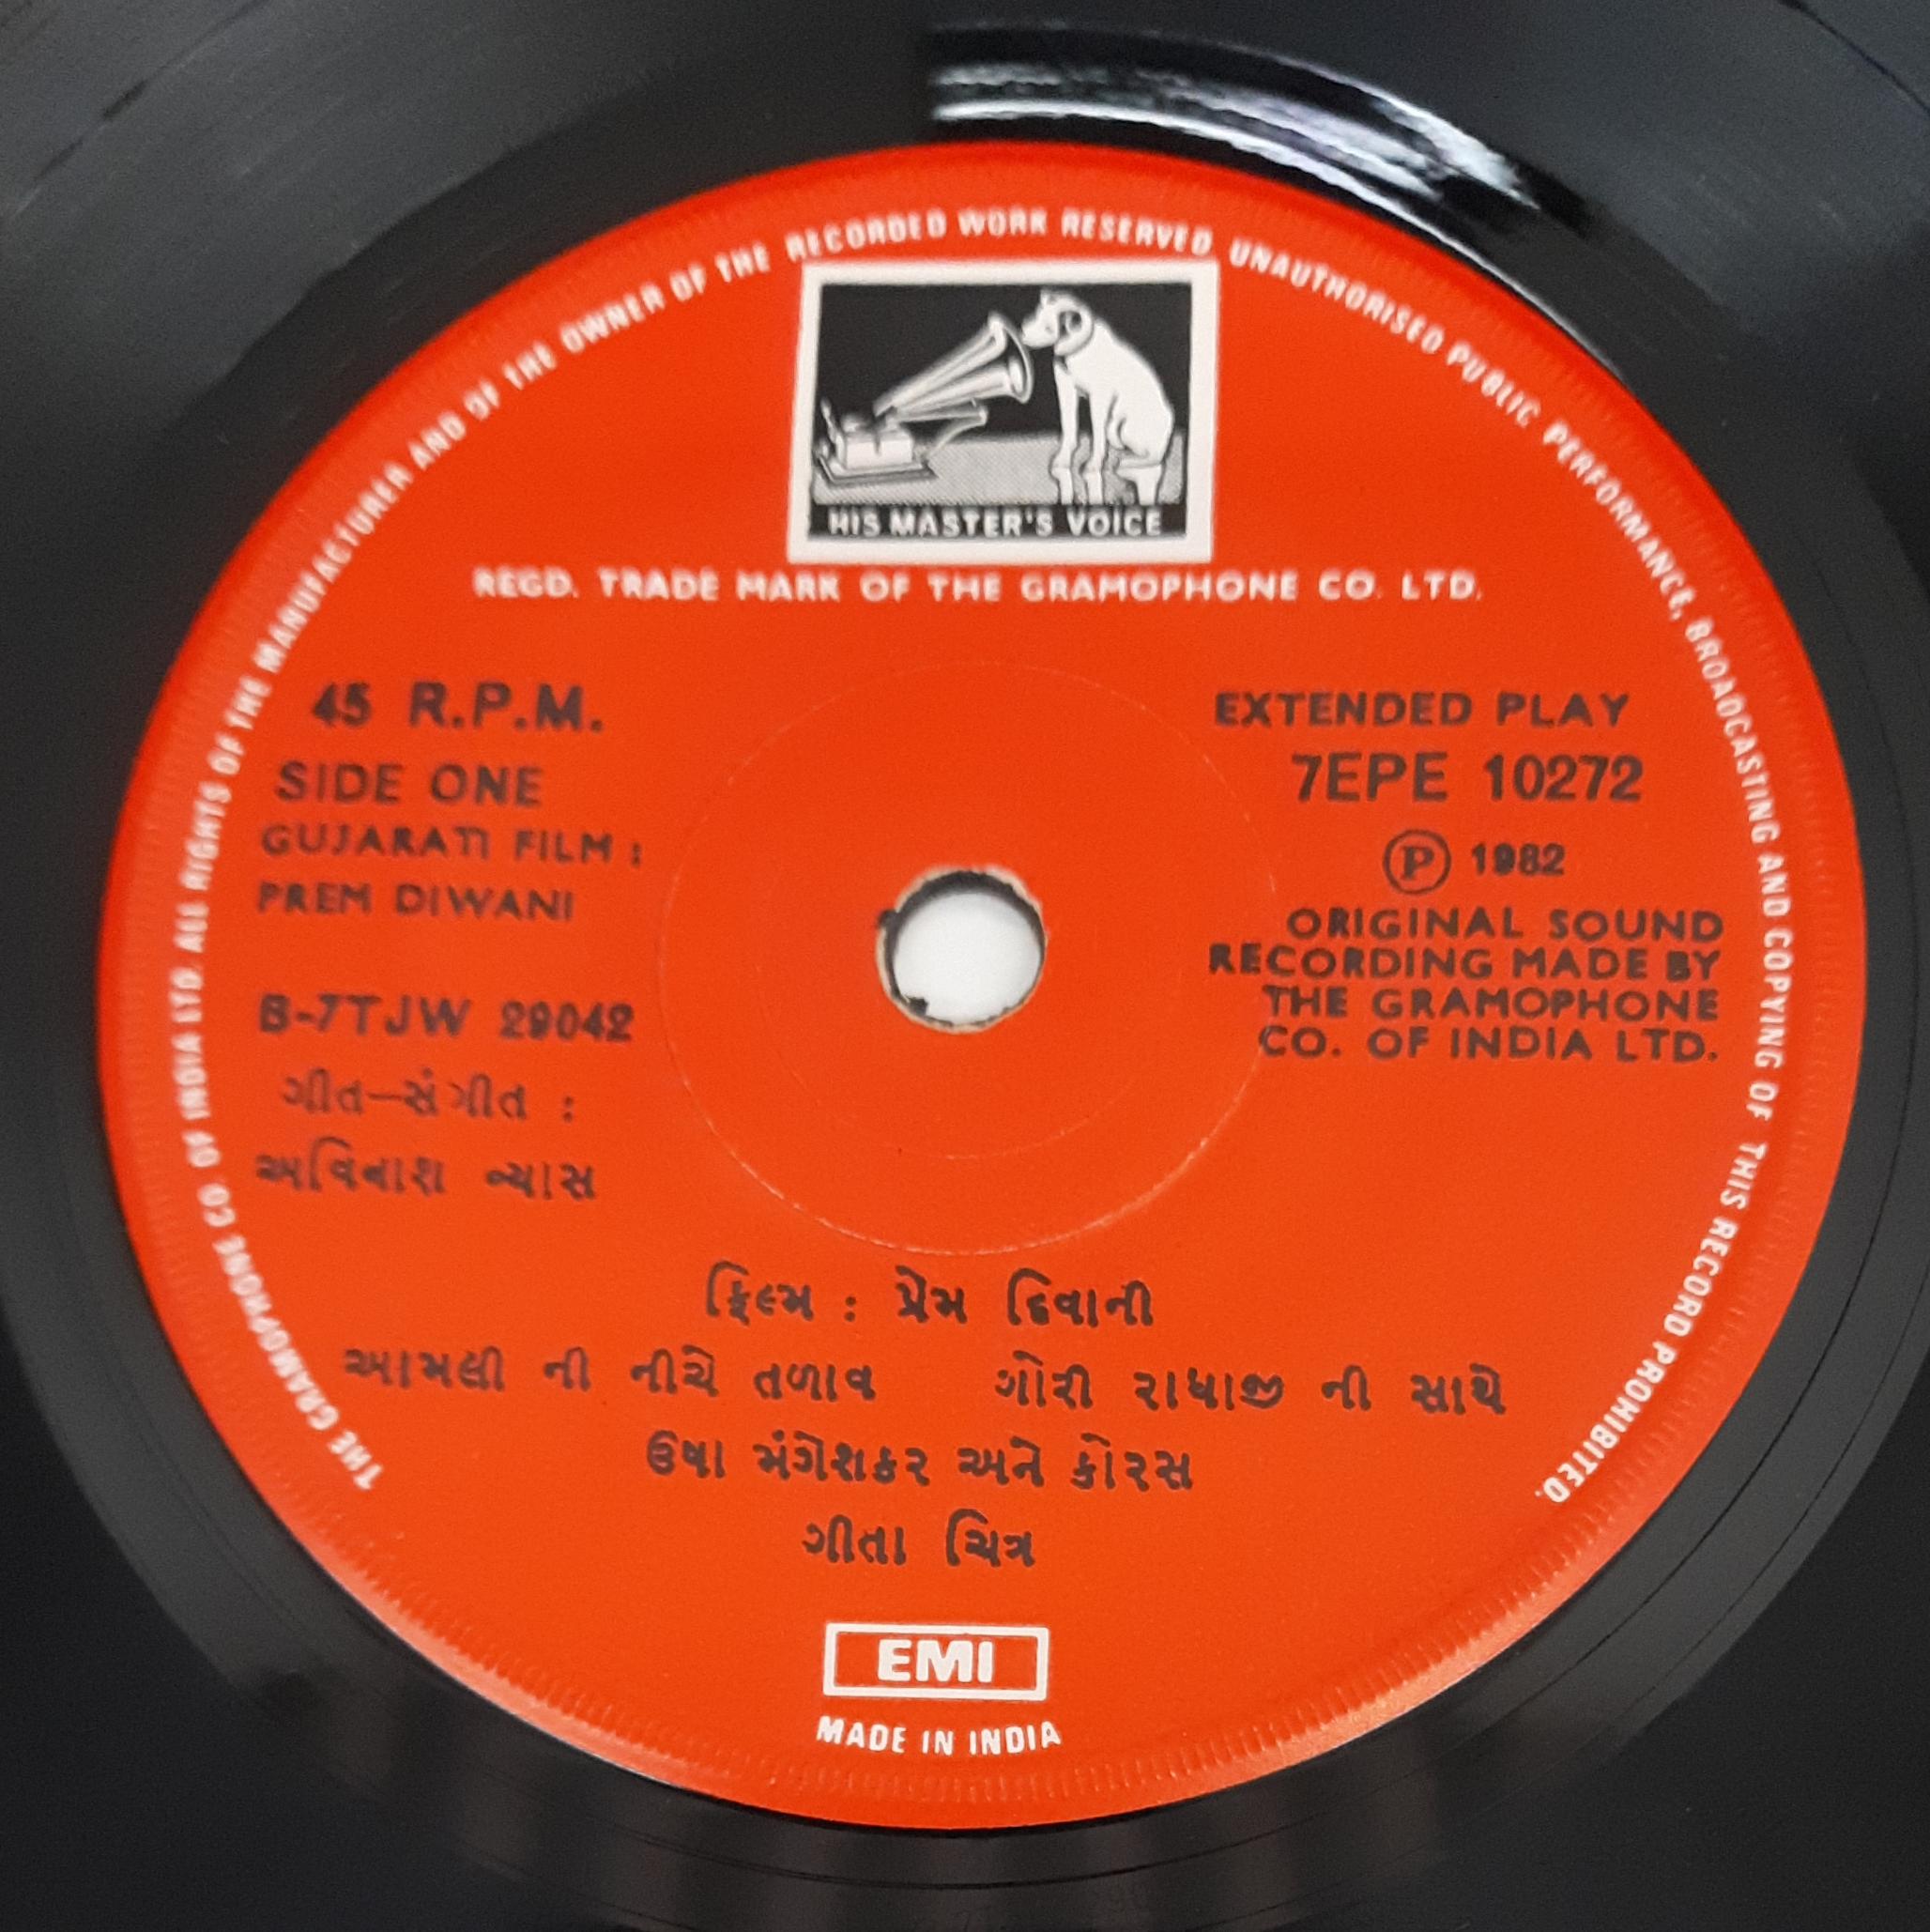 THE GRAMOPHONE CO. OF INDIA LTD. ALL RIGHTS OF THE MANUFACTURER AND OF THE OWNER OF THE RECORDED WORK RESERVED. UNAUTHORISED PUBLIC PERFORMANCE, BROADCASTING AND COPYING OF THIS RECORD PROHIBITED.
HIS MASTER'S VOICE
REGD. TRADE MARK OF THE GRAMOPHONE CO. LTD.
45 R.P.M.
SIDE ONE
GUJARATI FILM :
PREM DIWANI
B-7TJW 29042
ગીત-સંગીત :
અવિનાશ વ્યાસ
EXTENDED PLAY
7EPE 10272
Ⓟ 1982
ORIGINAL SOUND
RECORDING MADE BY
THE GRAMOPHONE
CO. OF INDIA LTD.
ફિલ્મ : પ્રેમ દિવાની
આમલી ની નીચે તળાવ ગોરી રાધાજી ની સાથે
ઉષા મંગેશકર અને કોરસ
ગીતા ચિત્ર
EMI
MADE IN INDIA